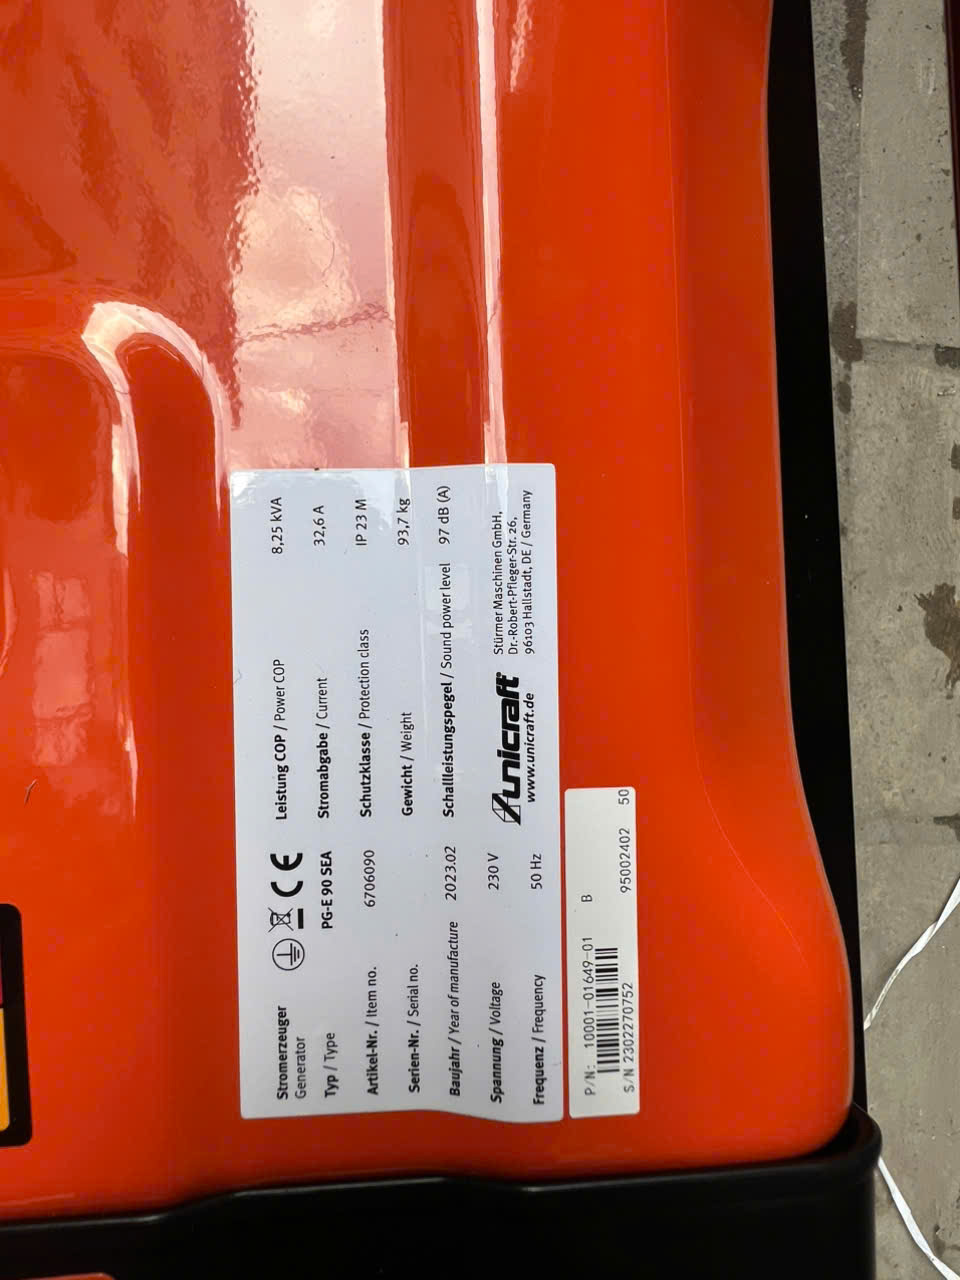 Stromerzeuger
Generator
CE
Typ / Type PG-E 90 SEA
Artikel-Nr. / Item no. 6706090
Serien-Nr. / Serial no.
Baujahr / Year of manufacture 2023.02
Spannung / Voltage 230 V
Frequenz / Frequency 50 Hz
Leistung COP / Power COP 8,25 kVA
Stromabgabe / Current 32,6 A
Schutzklasse / Protection class IP 23 M
Gewicht / Weight 93,7 kg
Schallleistungspegel / Sound power level 97 dB (A)
unicraft
www.unicraft.de
Stürmer Maschinen GmbH,
Dr.-Robert-Pfleger-Str. 26,
96103 Hallstadt, DE / Germany
P/N: 10001-01649-01 B
S/N 2302270752 95002402 50